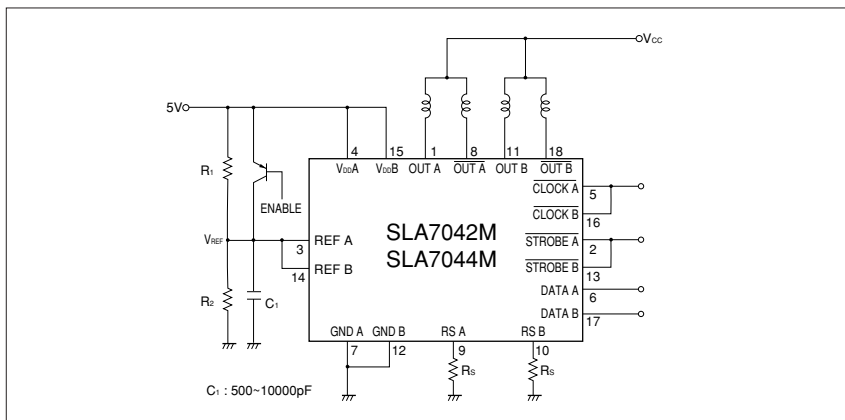 Vcc
5V
4 15 1 8 11 18
VDDA VDDB OUT A OUT A OUT B OUT B
R1
ENABLE
CLOCK A
5
CLOCK B
16
SLA7042M
SLA7044M
VREF
REF A
3
REF B
14
STROBE A
2
STROBE B
13
DATA A
6
DATA B
17
R2
C1
GND A GND B RS A RS B
7 12 9 10
Rs Rs
C1 : 500~10000pF